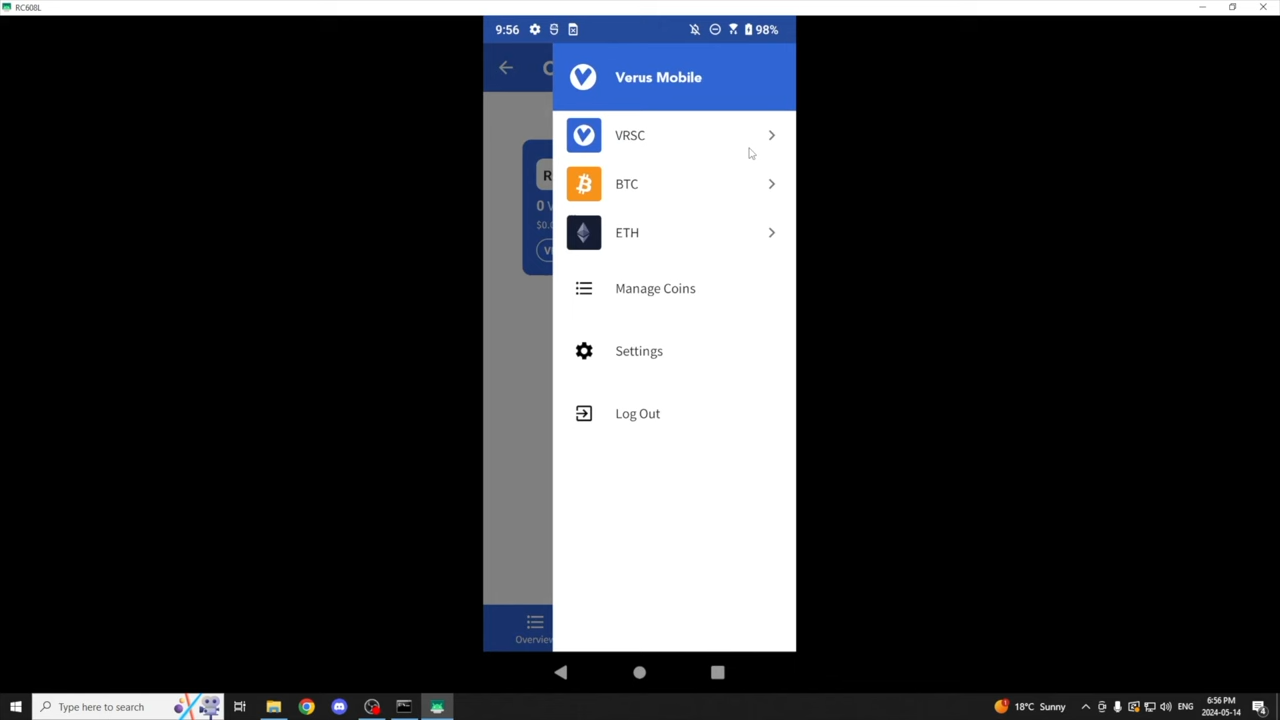 RC608L
9:56
98%
Verus Mobile
VRSC
BTC
ETH
Manage Coins
Settings
Log Out
Overview
Type here to search
18°C Sunny
ENG
6:56 PM
2024-05-14